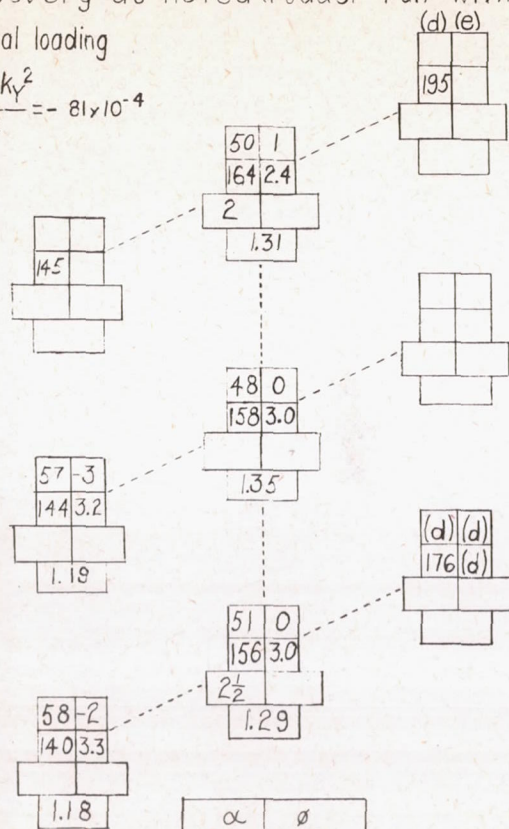 al loading
kY²
= - 81x10⁻⁴
(d) (e)
195
50 1
164 2.4
2
1.31
145
48 0
158 3.0
1.35
57 -3
144 3.2
1.19
(d) (d)
176 (d)
51 0
156 3.0
2½
1.29
58 -2
140 3.3
1.18
α ø